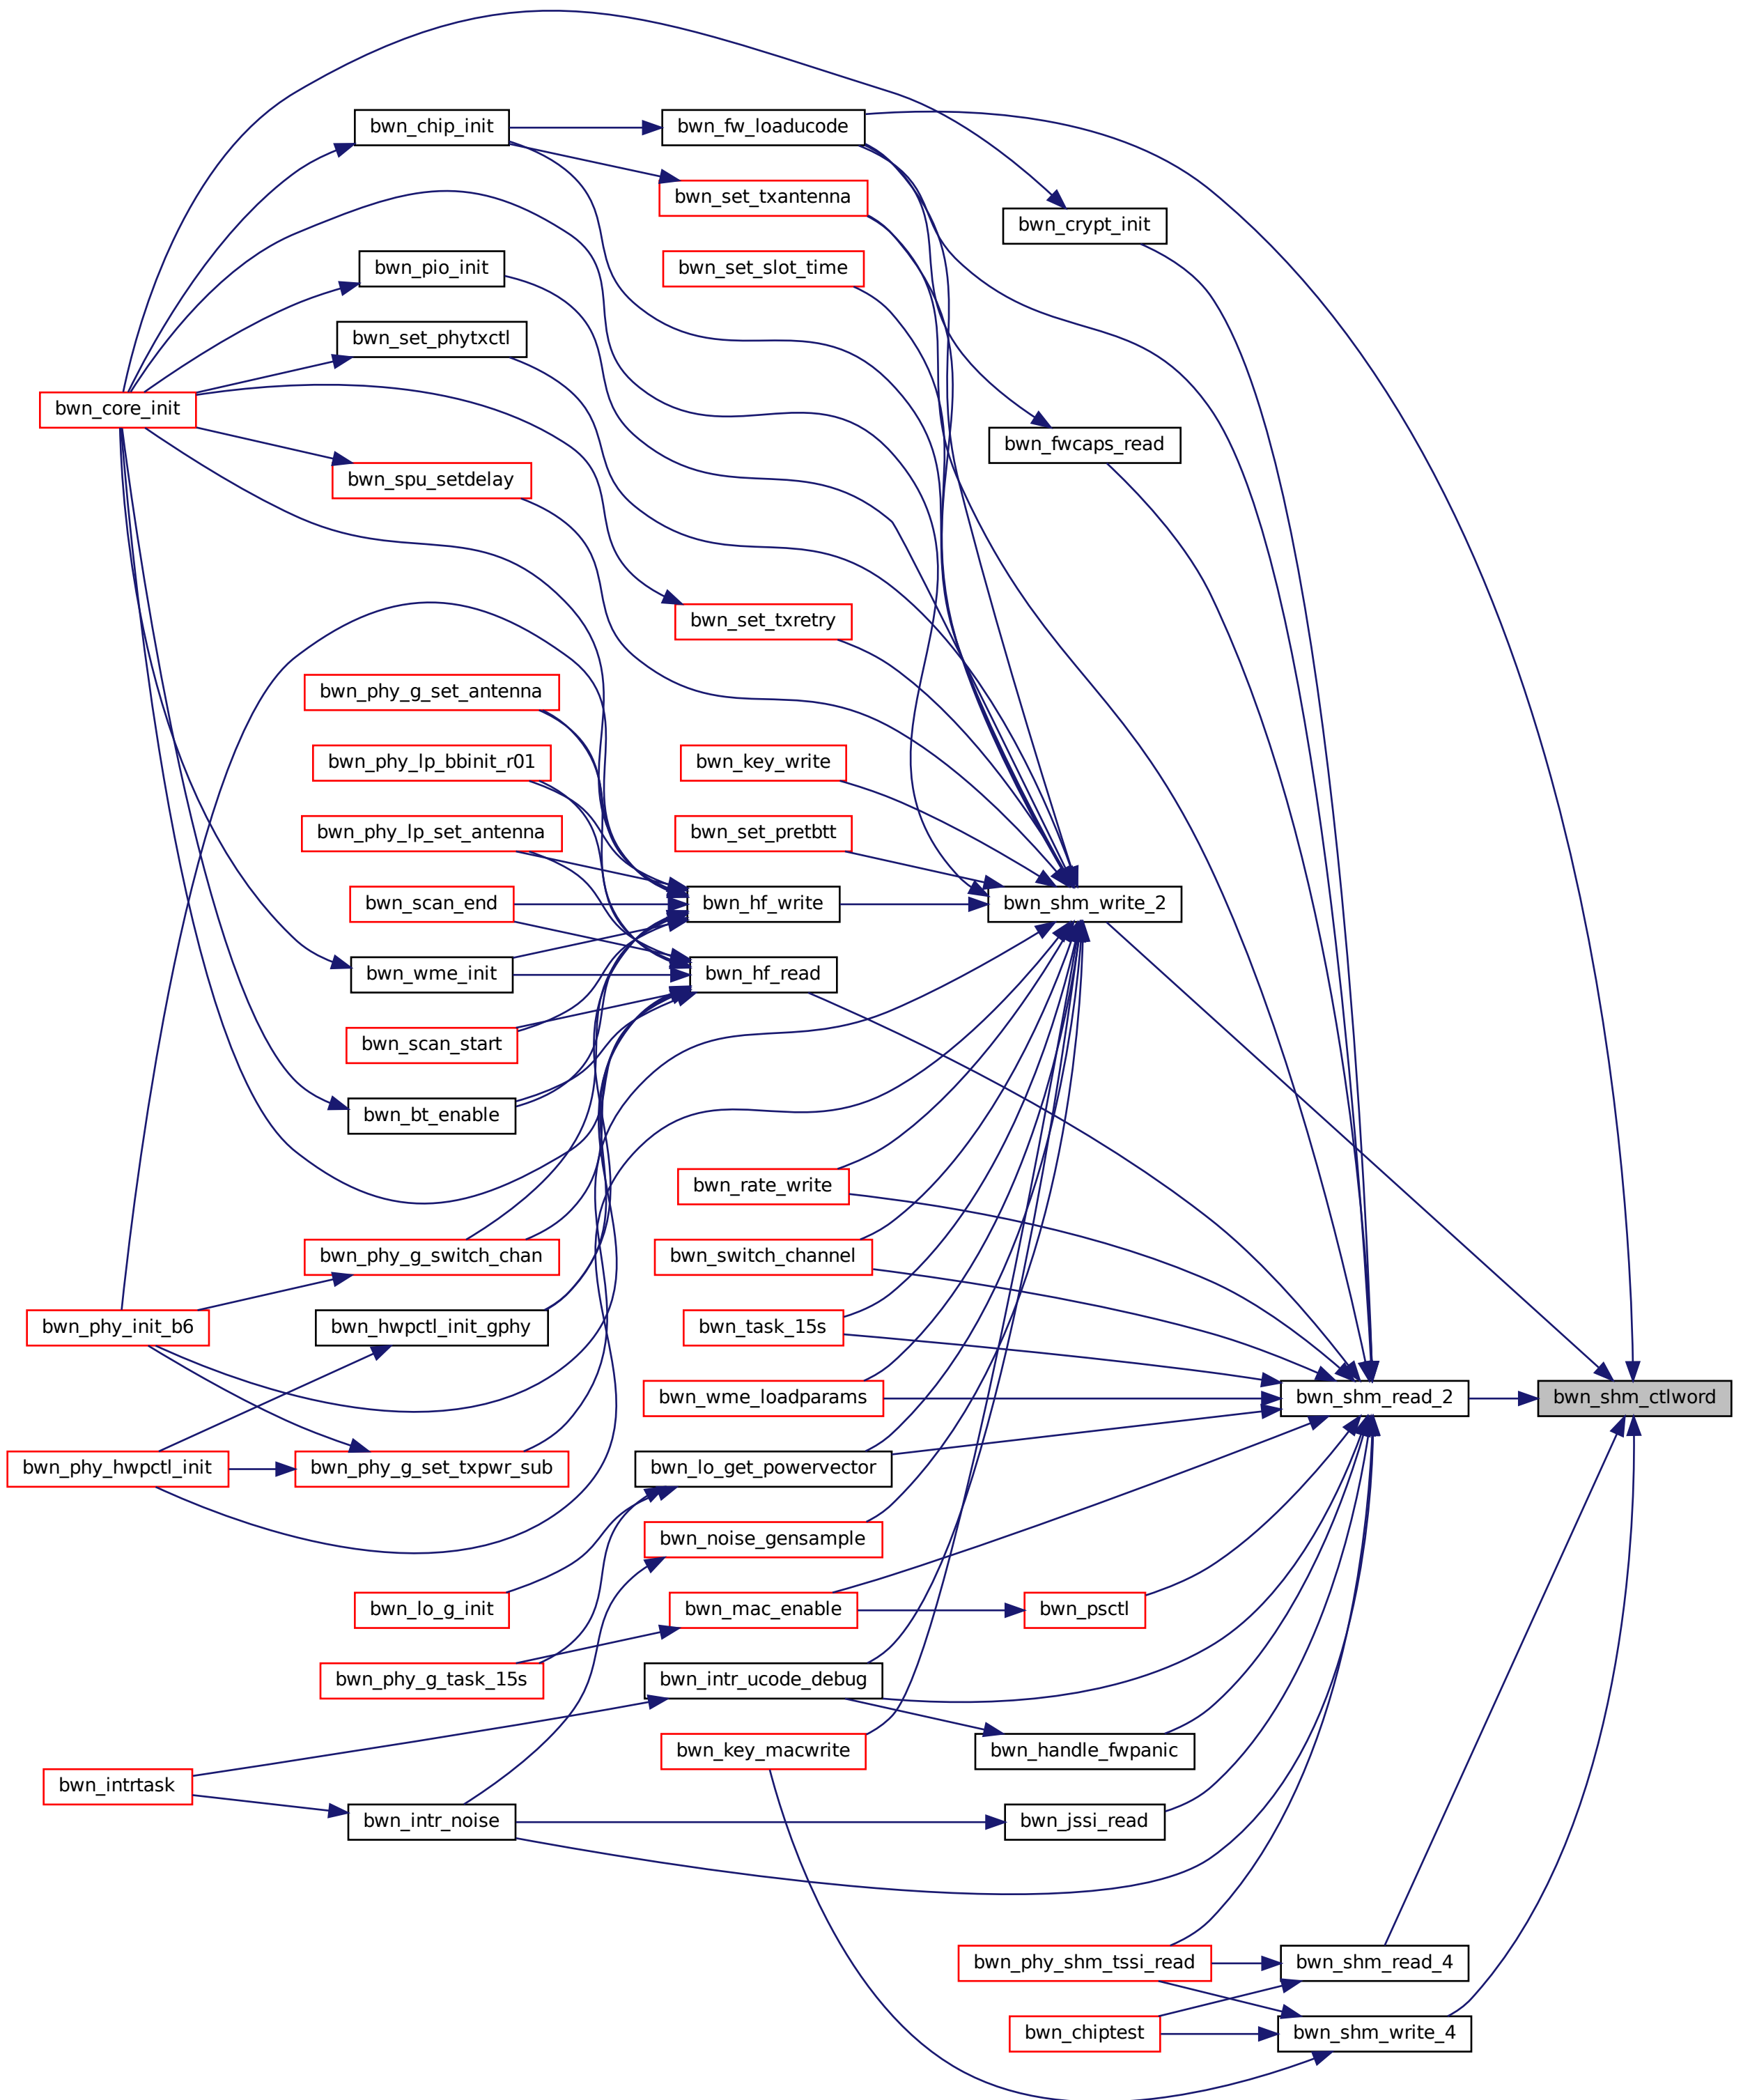 bwn_chip_init
bwn_fw_loaducode
bwn_set_txantenna
bwn_crypt_init
bwn_pio_init
bwn_set_slot_time
bwn_set_phytxctl
bwn_core_init
bwn_fwcaps_read
bwn_spu_setdelay
bwn_set_txretry
bwn_phy_g_set_antenna
bwn_phy_lp_bbinit_r01
bwn_key_write
bwn_phy_lp_set_antenna
bwn_set_pretbtt
bwn_scan_end
bwn_hf_write
bwn_shm_write_2
bwn_wme_init
bwn_hf_read
bwn_scan_start
bwn_bt_enable
bwn_rate_write
bwn_phy_g_switch_chan
bwn_switch_channel
bwn_phy_init_b6
bwn_hwpctl_init_gphy
bwn_task_15s
bwn_wme_loadparams
bwn_shm_read_2
bwn_shm_ctlword
bwn_phy_hwpctl_init
bwn_phy_g_set_txpwr_sub
bwn_lo_get_powervector
bwn_noise_gensample
bwn_lo_g_init
bwn_mac_enable
bwn_psctl
bwn_phy_g_task_15s
bwn_intr_ucode_debug
bwn_key_macwrite
bwn_handle_fwpanic
bwn_intrtask
bwn_intr_noise
bwn_jssi_read
bwn_phy_shm_tssi_read
bwn_shm_read_4
bwn_chiptest
bwn_shm_write_4